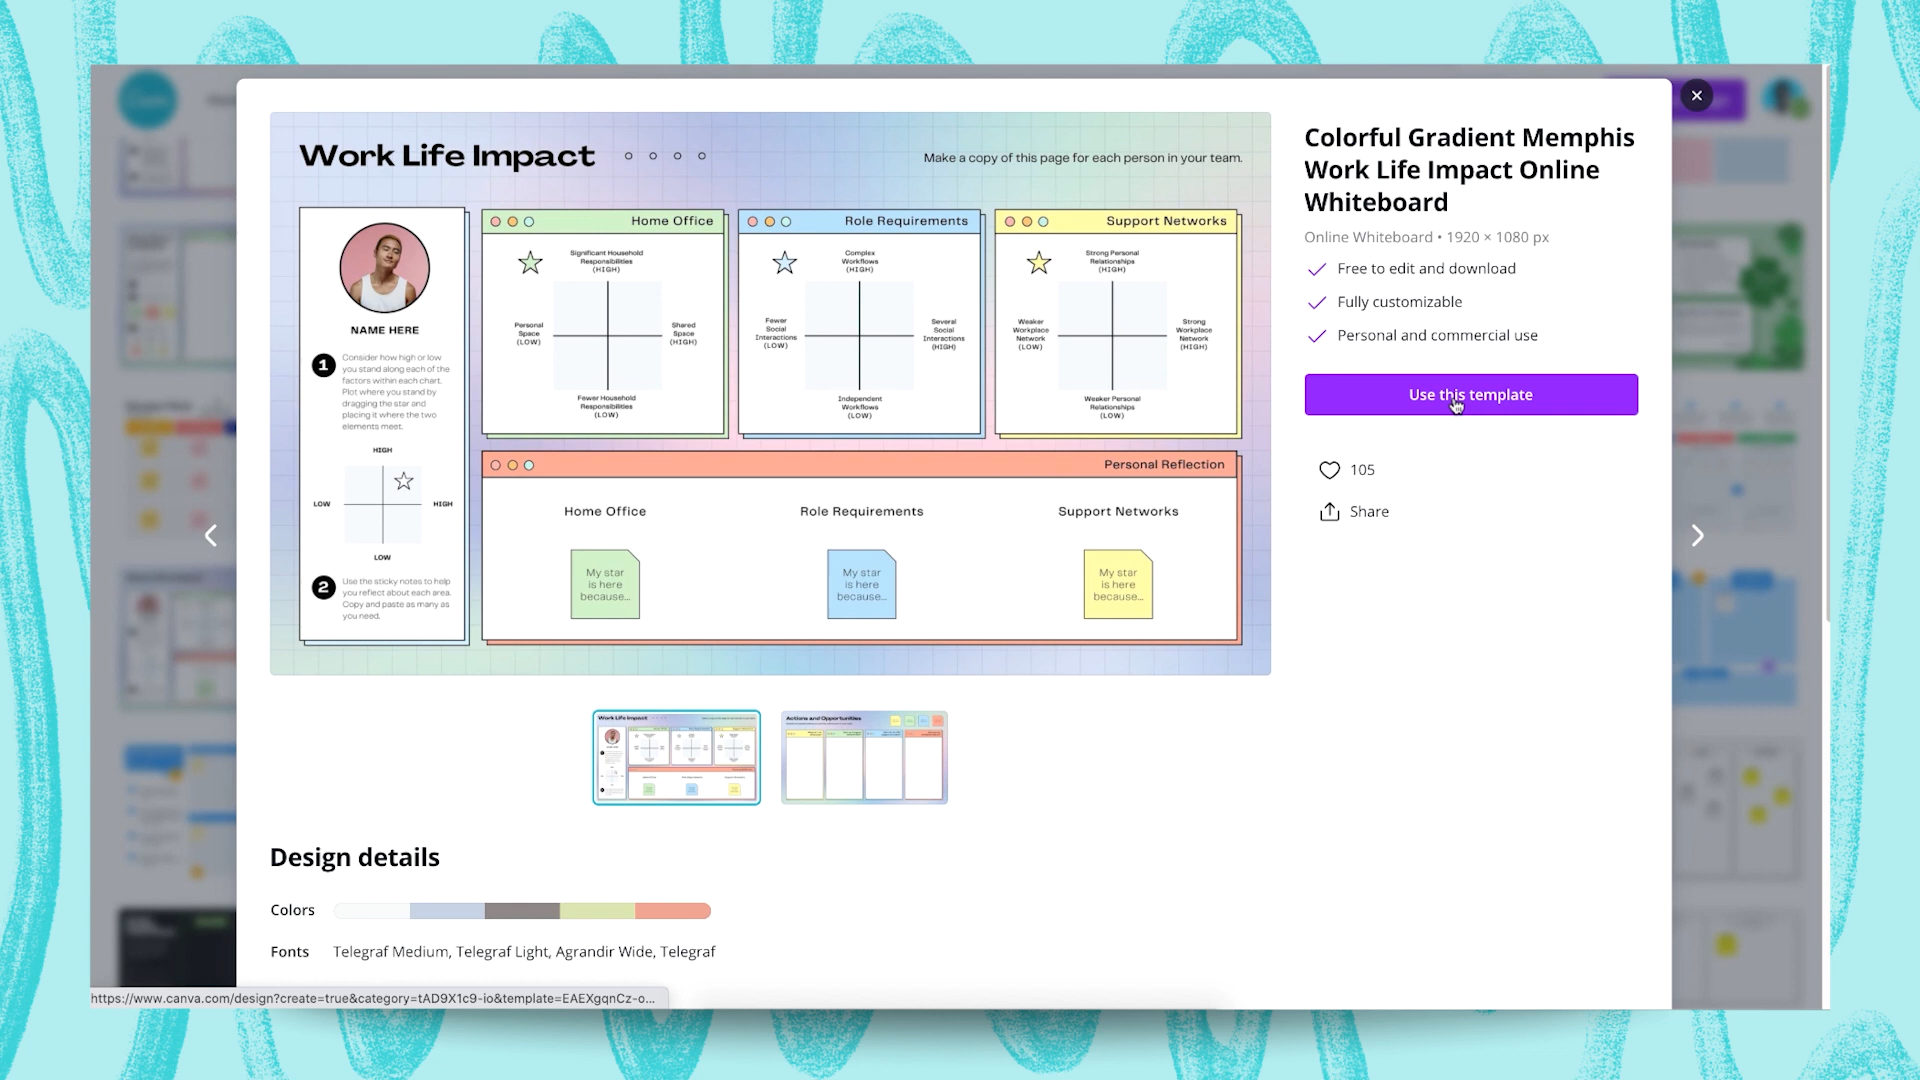 Work Life Impact
Make a copy of this page for each person in your team.
NAME HERE
1
Consider how high or low
you stand along each of the
factors within each chart.
Plot where you stand by
dragging the star and
placing it where the two
elements meet.
HIGH
LOW
HIGH
LOW
2
Use the sticky notes to help
you reflect about each area.
Copy and paste as many as
you need.
Home Office
Significant Household
Responsibilities
(HIGH)
Personal
Space
(LOW)
Shared
Space
(HIGH)
Fewer Household
Responsibilities
(LOW)
Role Requirements
Complex
Workflows
(HIGH)
Fewer
Social
Interactions
(LOW)
Several
Social
Interactions
(HIGH)
Independent
Workflows
(LOW)
Support Networks
Strong Personal
Relationships
(HIGH)
Weaker
Workplace
Network
(LOW)
Strong
Workplace
Network
(HIGH)
Weaker Personal
Relationships
(LOW)
Personal Reflection
Home Office
Role Requirements
Support Networks
My star
is here
because...
My star
is here
because...
My star
is here
because...
Colorful Gradient Memphis
Work Life Impact Online
Whiteboard
Online Whiteboard • 1920 × 1080 px
Free to edit and download
Fully customizable
Personal and commercial use
Use this template
105
Share
Work Life Impact
Actions and Opportunities
Design details
Colors
Fonts
Telegraf Medium, Telegraf Light, Agrandir Wide, Telegraf
https://www.canva.com/design?create=true&category=tAD9X1c9-io&template=EAEXgqnCz-o...